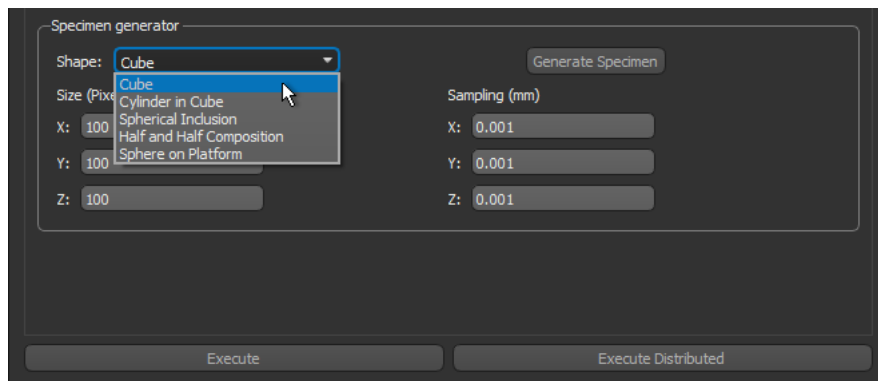 Specimen generator
Shape: Cube
Generate Specimen
Cube
Cylinder in Cube
Spherical Inclusion
Half and Half Composition
Sphere on Platform
Size (Pixe
Sampling (mm)
X: 100
X: 0.001
Y: 100
Y: 0.001
Z: 100
Z: 0.001
Execute
Execute Distributed